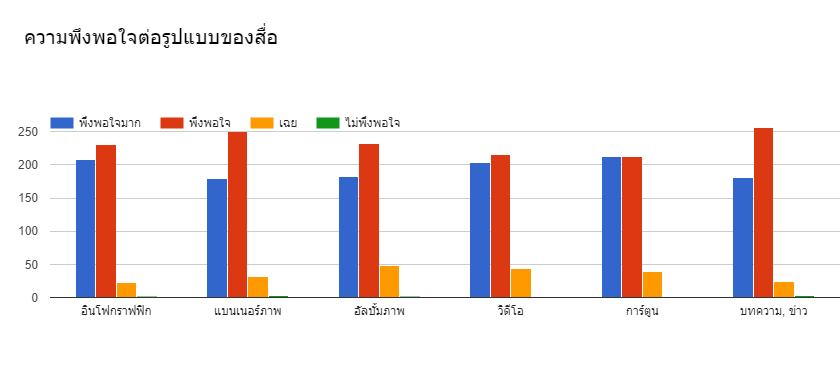 ความพึงพอใจต่อรูปแบบของสื่อ
พึงพอใจมาก พึงพอใจ เฉย ไม่พึงพอใจ
250
200
150
100
50
0
อินโฟกราฟฟิก แบนเนอร์ภาพ อัลบั้มภาพ วิดีโอ การ์ตูน บทความ, ข่าว